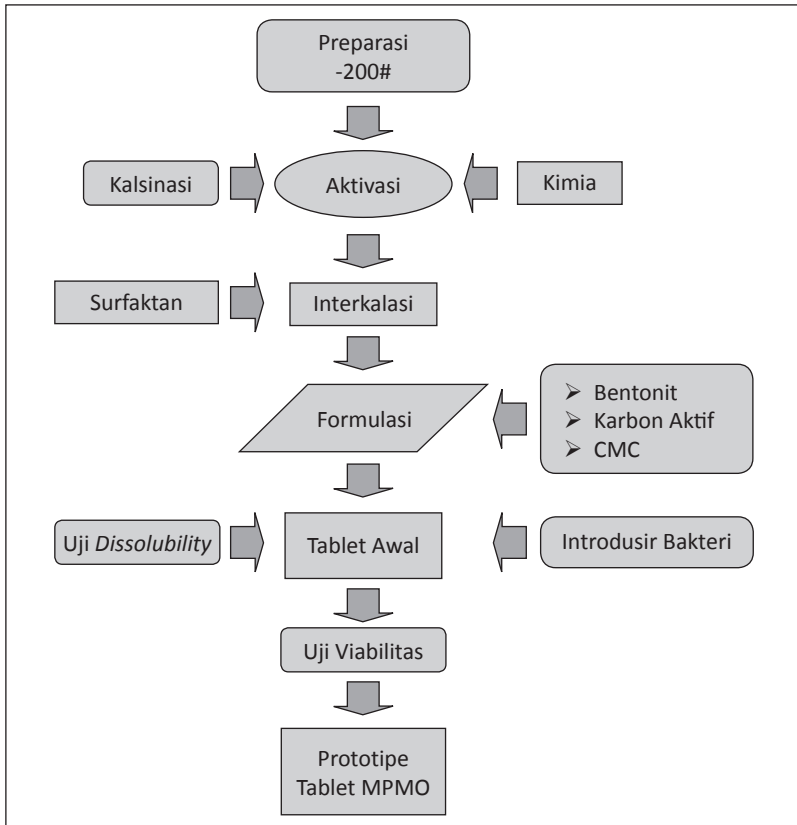 Preparasi
-200#
Kalsinasi
Aktivasi
Kimia
Surfaktan
Interkalasi
Formulasi
➢ Bentonit
➢ Karbon Aktif
➢ CMC
Uji Dissolubility
Tablet Awal
Introdusir Bakteri
Uji Viabilitas
Prototipe
Tablet MPMO